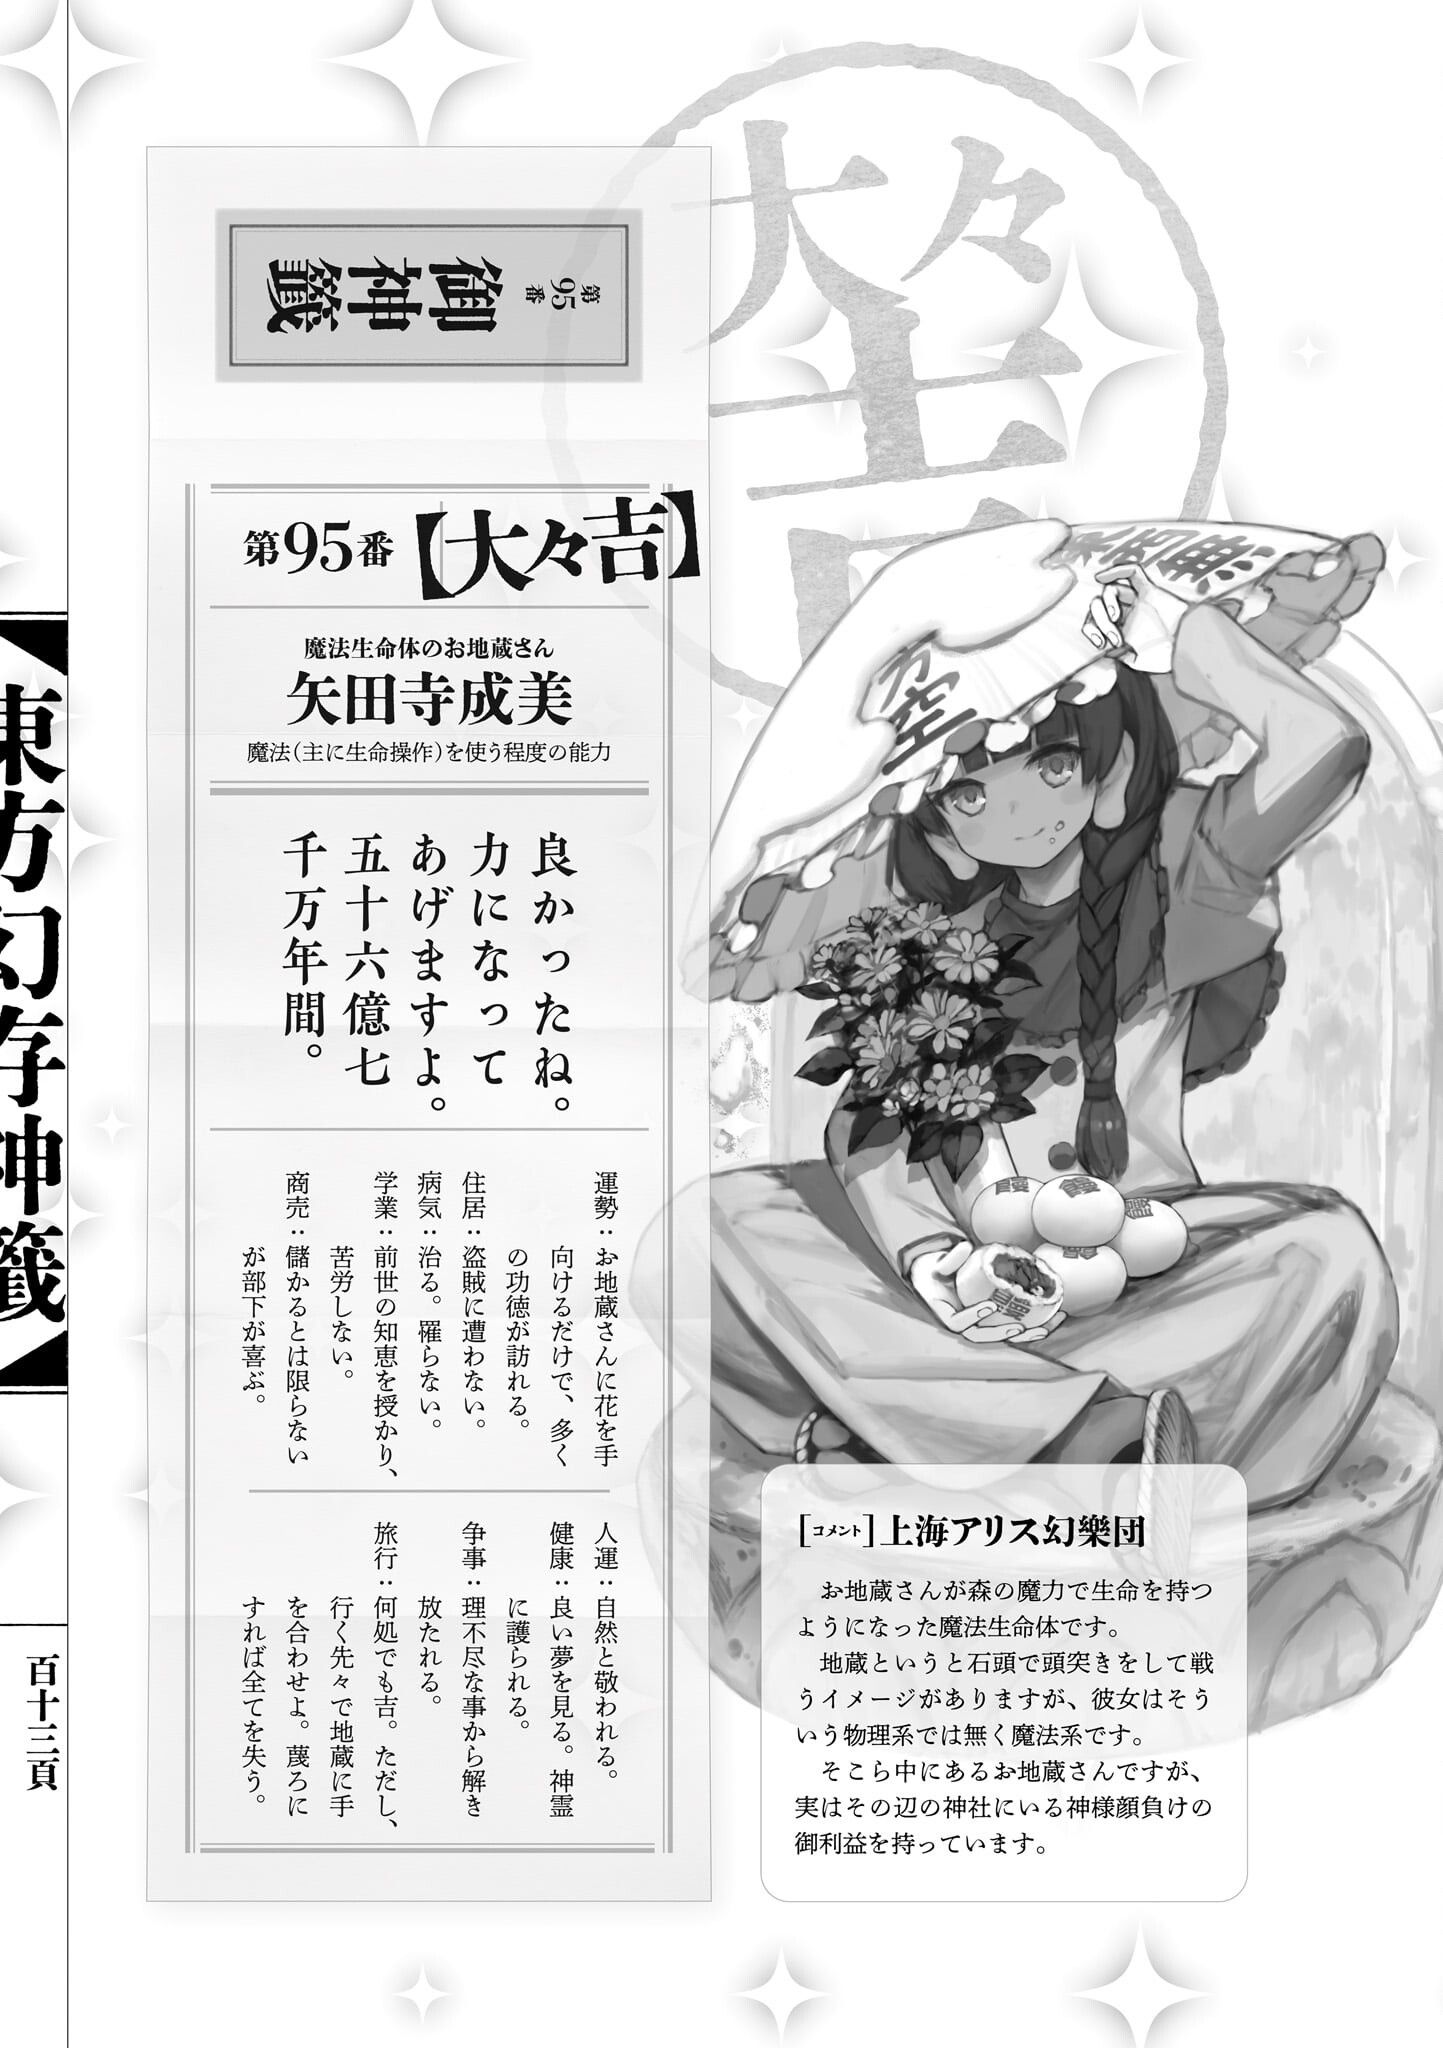 御神籤
第95番
第95番【大々吉】
魔法生命体のお地蔵さん
矢田寺成美
魔法（主に生命操作）を使う程度の能力
良かったね。
力になって
あげますよ。
五十六億七
千万年間。
運勢：お地蔵さんに花を手
向けるだけで、多く
の功徳が訪れる。
住居：盗賊に遭わない。
病気：治る。罹らない。
学業：前世の知恵を授かり、
苦労しない。
商売：儲かるとは限らない
が部下が喜ぶ。
人運：自然と敬われる。
健康：良い夢を見る。神霊
に護られる。
争事：理不尽な事から解き
放たれる。
旅行：何処でも吉。ただし、
行く先々で地蔵に手
を合わせよ。蔑ろに
すれば全てを失う。
大々吉
空
［コメント］上海アリス幻樂団
お地蔵さんが森の魔力で生命を持つ
ようになった魔法生命体です。
地蔵というと石頭で頭突きをして戦
うイメージがありますが、彼女はそう
いう物理系では無く魔法系です。
そこら中にあるお地蔵さんですが、
実はその辺の神社にいる神様顔負けの
御利益を持っています。
【東方幻存神籤】
百十三頁